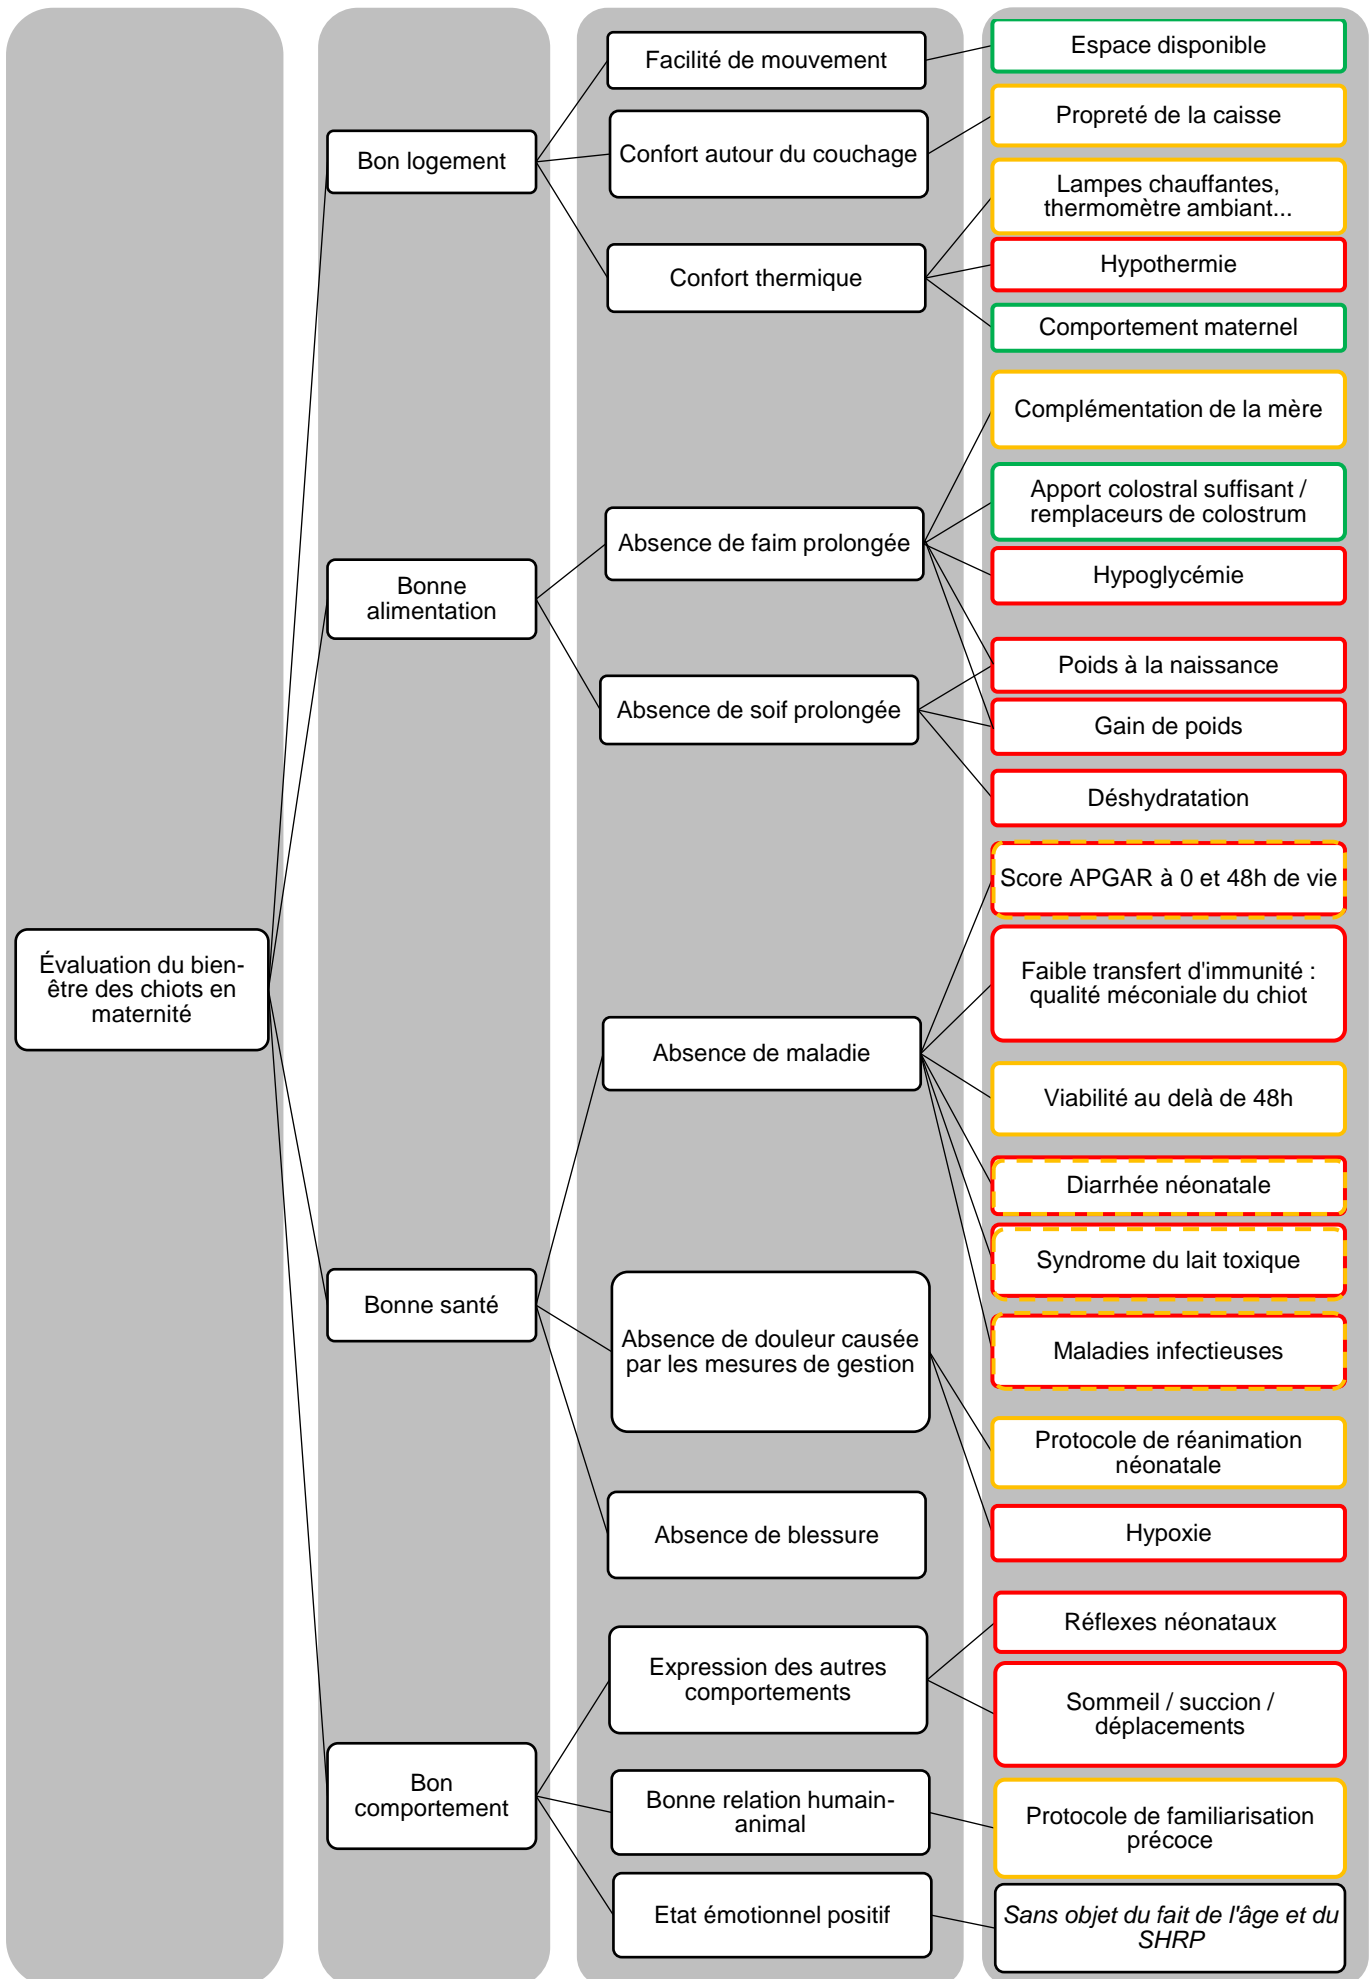 Évaluation du bien-
être des chiots en
maternité
Bon logement
Bonne
alimentation
Bonne santé
Bon
comportement
Facilité de mouvement
Confort autour du couchage
Confort thermique
Absence de faim prolongée
Absence de soif prolongée
Absence de maladie
Absence de douleur causée
par les mesures de gestion
Absence de blessure
Expression des autres
comportements
Bonne relation humain-
animal
Etat émotionnel positif
Espace disponible
Propreté de la caisse
Lampes chauffantes,
thermomètre ambiant...
Hypothermie
Comportement maternel
Complémentation de la mère
Apport colostral suffisant /
remplaceurs de colostrum
Hypoglycémie
Poids à la naissance
Gain de poids
Déshydratation
Score APGAR à 0 et 48h de vie
Faible transfert d'immunité :
qualité méconiale du chiot
Viabilité au delà de 48h
Diarrhée néonatale
Syndrome du lait toxique
Maladies infectieuses
Protocole de réanimation
néonatale
Hypoxie
Réflexes néonataux
Sommeil / succion /
déplacements
Protocole de familiarisation
précoce
Sans objet du fait de l'âge et du
SHRP